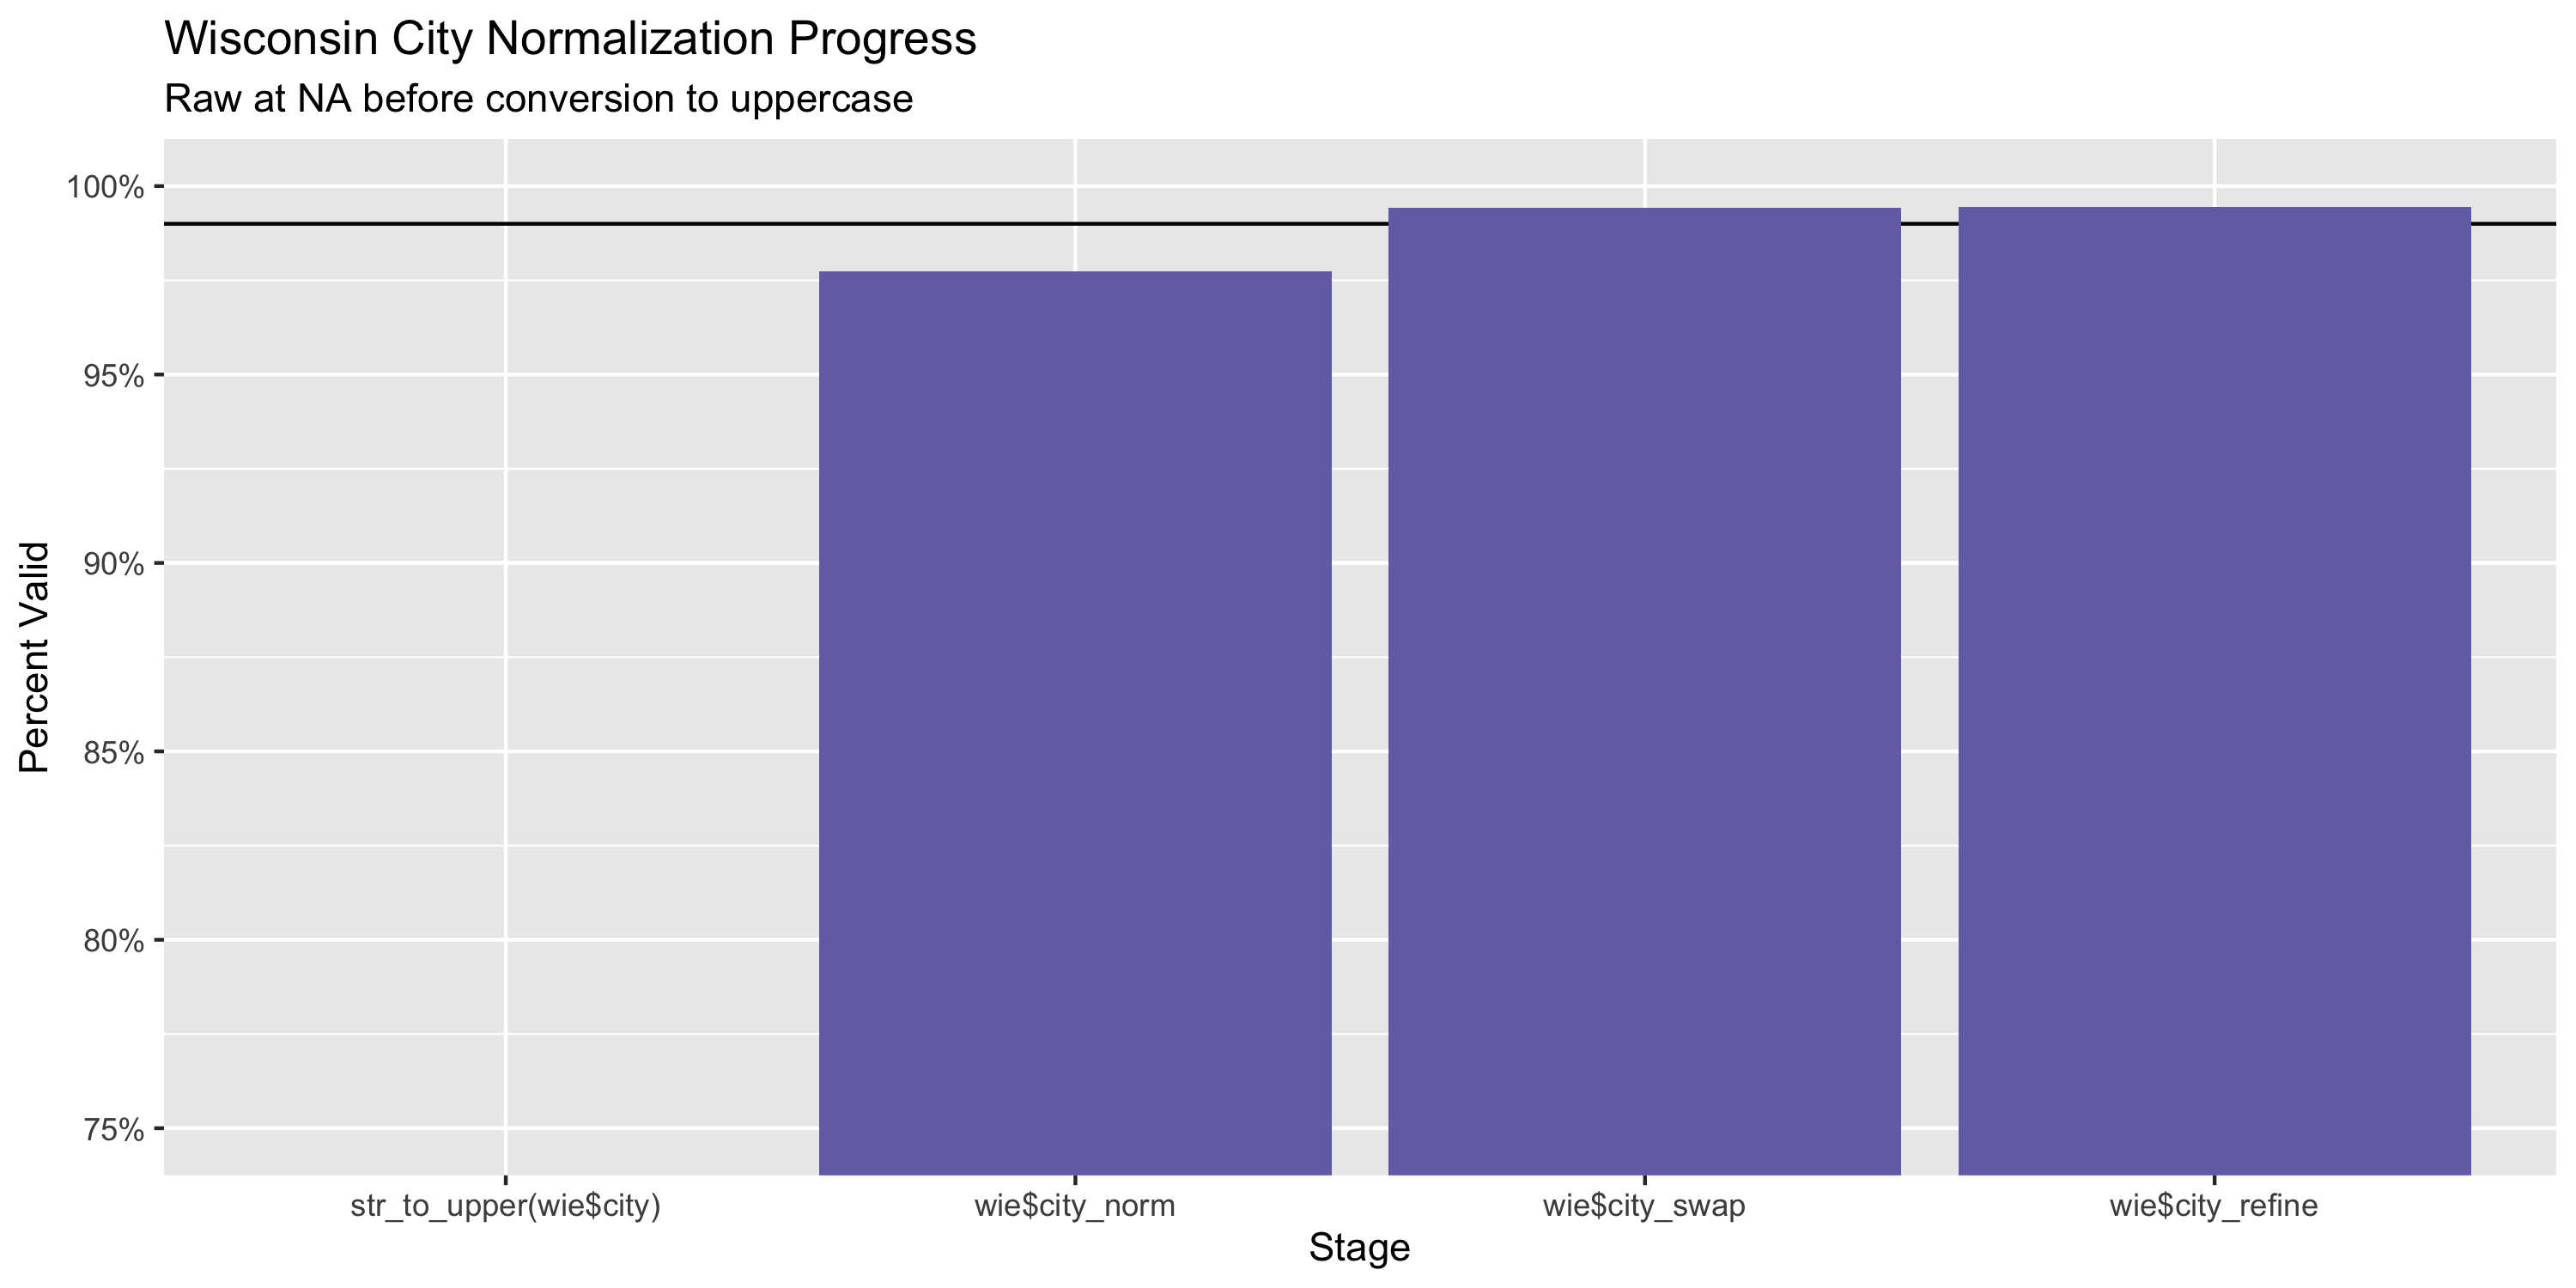 Wisconsin City Normalization Progress
Raw at NA before conversion to uppercase
100%
95%
90%
85%
80%
75%
Percent Valid
str_to_upper(wie$city)
wie$city_norm
wie$city_swap
wie$city_refine
Stage